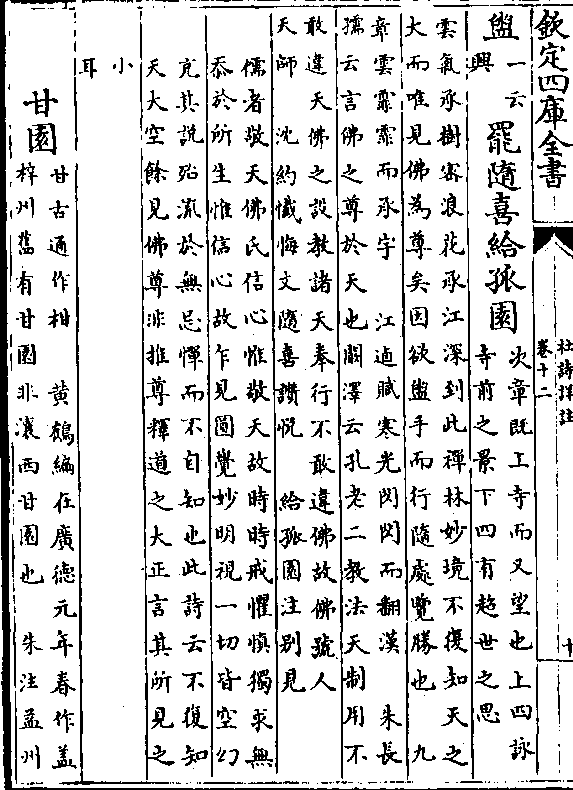 欽定四庫全書
杜詩詳註
卷十二
十
盥
一云
興
罷隨喜給孤園
次章既上寺而又望也上四詠
寺前之景下四有超世之思
雲氣承樹密浪花承江深到此禪林妙境不復知天之
大而唯見佛為尊矣因欲盥手而行隨處覽勝也 九
章雲霏霏而承宇 江逌賦寒光閃閃而翻漢 朱長
孺云言佛之尊於天也闞澤云孔老二教法天制用不
敢違天佛之設教諸天奉行不敢違佛故佛號人
天師 沈約懺悔文隨喜讚悅 給孤園注別見
儒者敬天佛氏信心惟敬天故時時戒懼慎獨求無
忝於所生惟信心故乍見圓覺妙明視一切皆空幻
究其說殆流於無忌憚而不自知也此詩云不復知
天大空餘見佛尊非推尊釋道之大正言其所見之
小
耳
甘園
甘古通作柑 黃鶴編在廣德元年春作蓋
梓州舊有甘園非瀼西甘園也 朱注孟州